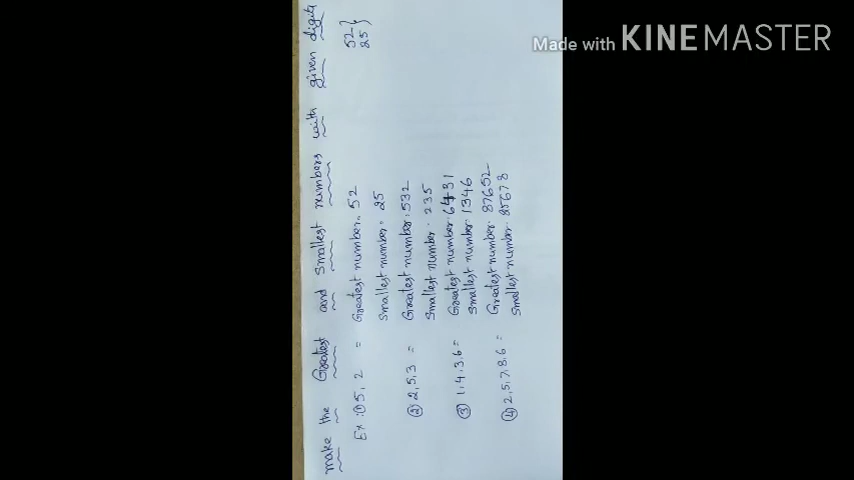 Made with KINEMASTER
make the Greatest and Smallest numbers with given digits
Ex :① 5, 2 = Greatest number = 52
52
25
Smallest number = 25
② 2, 5, 3 = Greatest number = 532
Smallest number = 235
③ 1, 4, 3, 6 = Greatest number = 6431
Smallest number = 1346
④ 2, 5, 7, 8, 6 = Greatest number = 87652
Smallest number = 25678